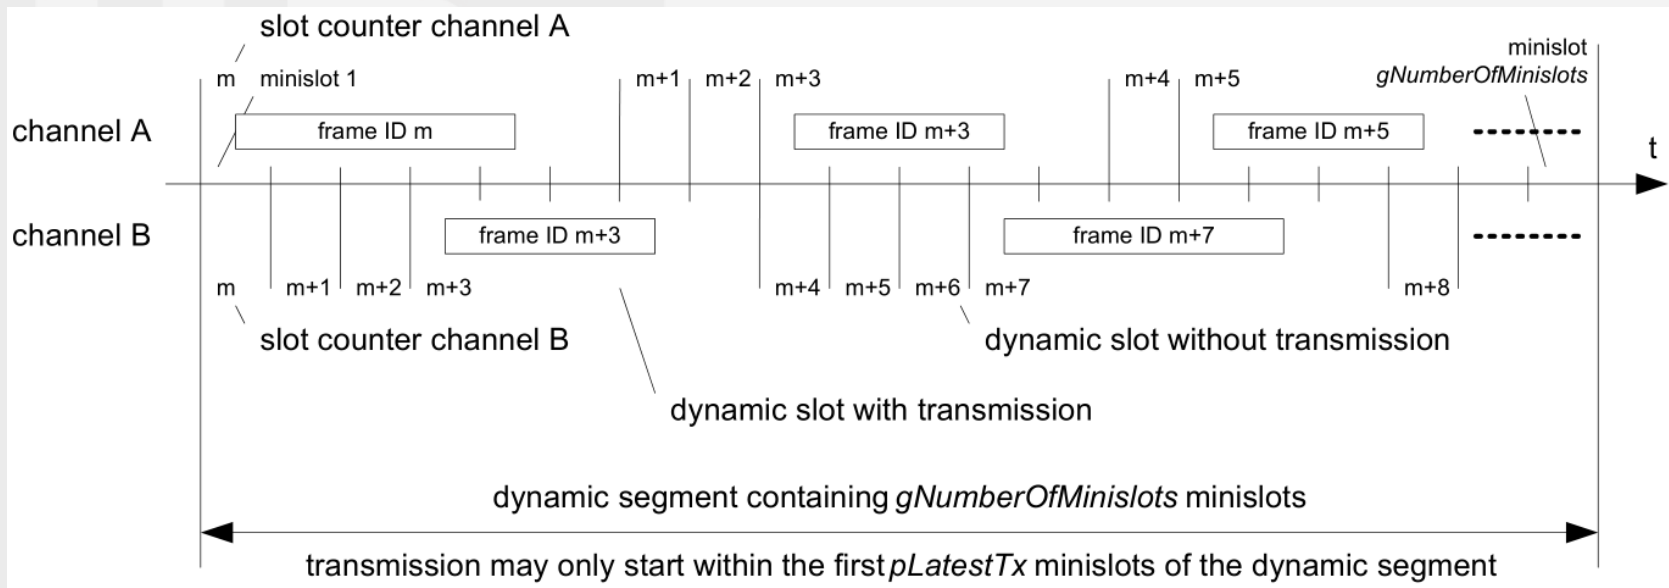 slot counter channel A
minislot
m minislot 1 m+1 m+2 m+3 m+4 m+5 gNumberOfMinislots
channel A frame ID m frame ID m+3 frame ID m+5
t
channel B frame ID m+3 frame ID m+7
m m+1 m+2 m+3 m+4 m+5 m+6 m+7 m+8
slot counter channel B dynamic slot without transmission
dynamic slot with transmission
dynamic segment containing gNumberOfMinislots minislots
transmission may only start within the first pLatestTx minislots of the dynamic segment